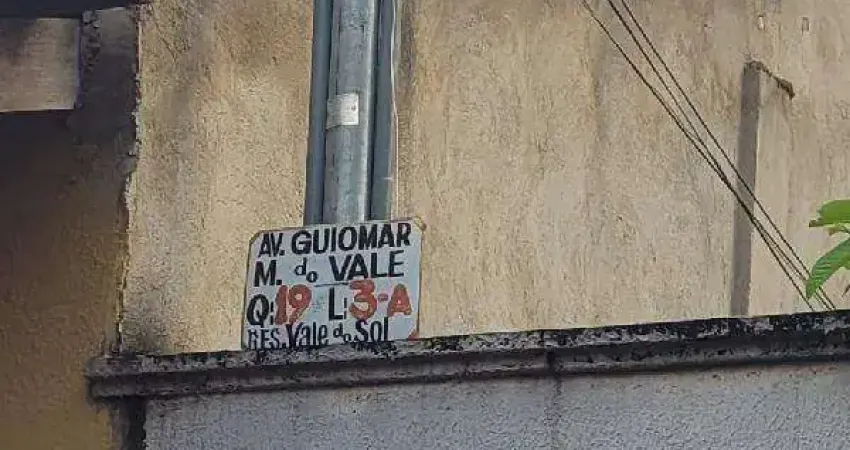 AV. GUIOMAR
M. do VALE
Q:19 L:3-A
RES. Vale do Sol